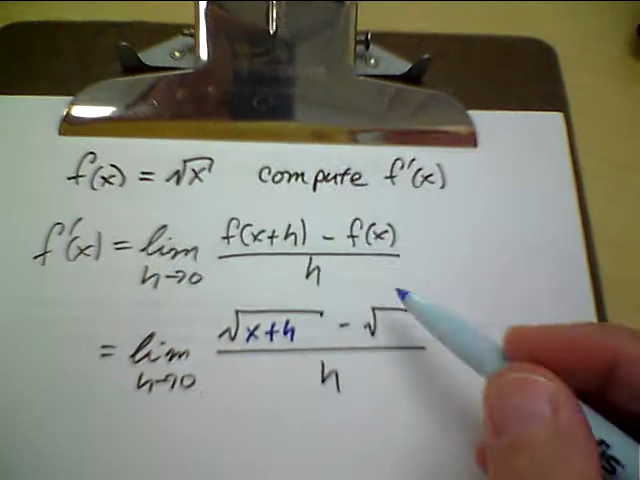 f(x) = √x compute f'(x)
f'(x) = lim h→0 f(x+h) - f(x) / h
= lim h→0 √x+h - √ / h